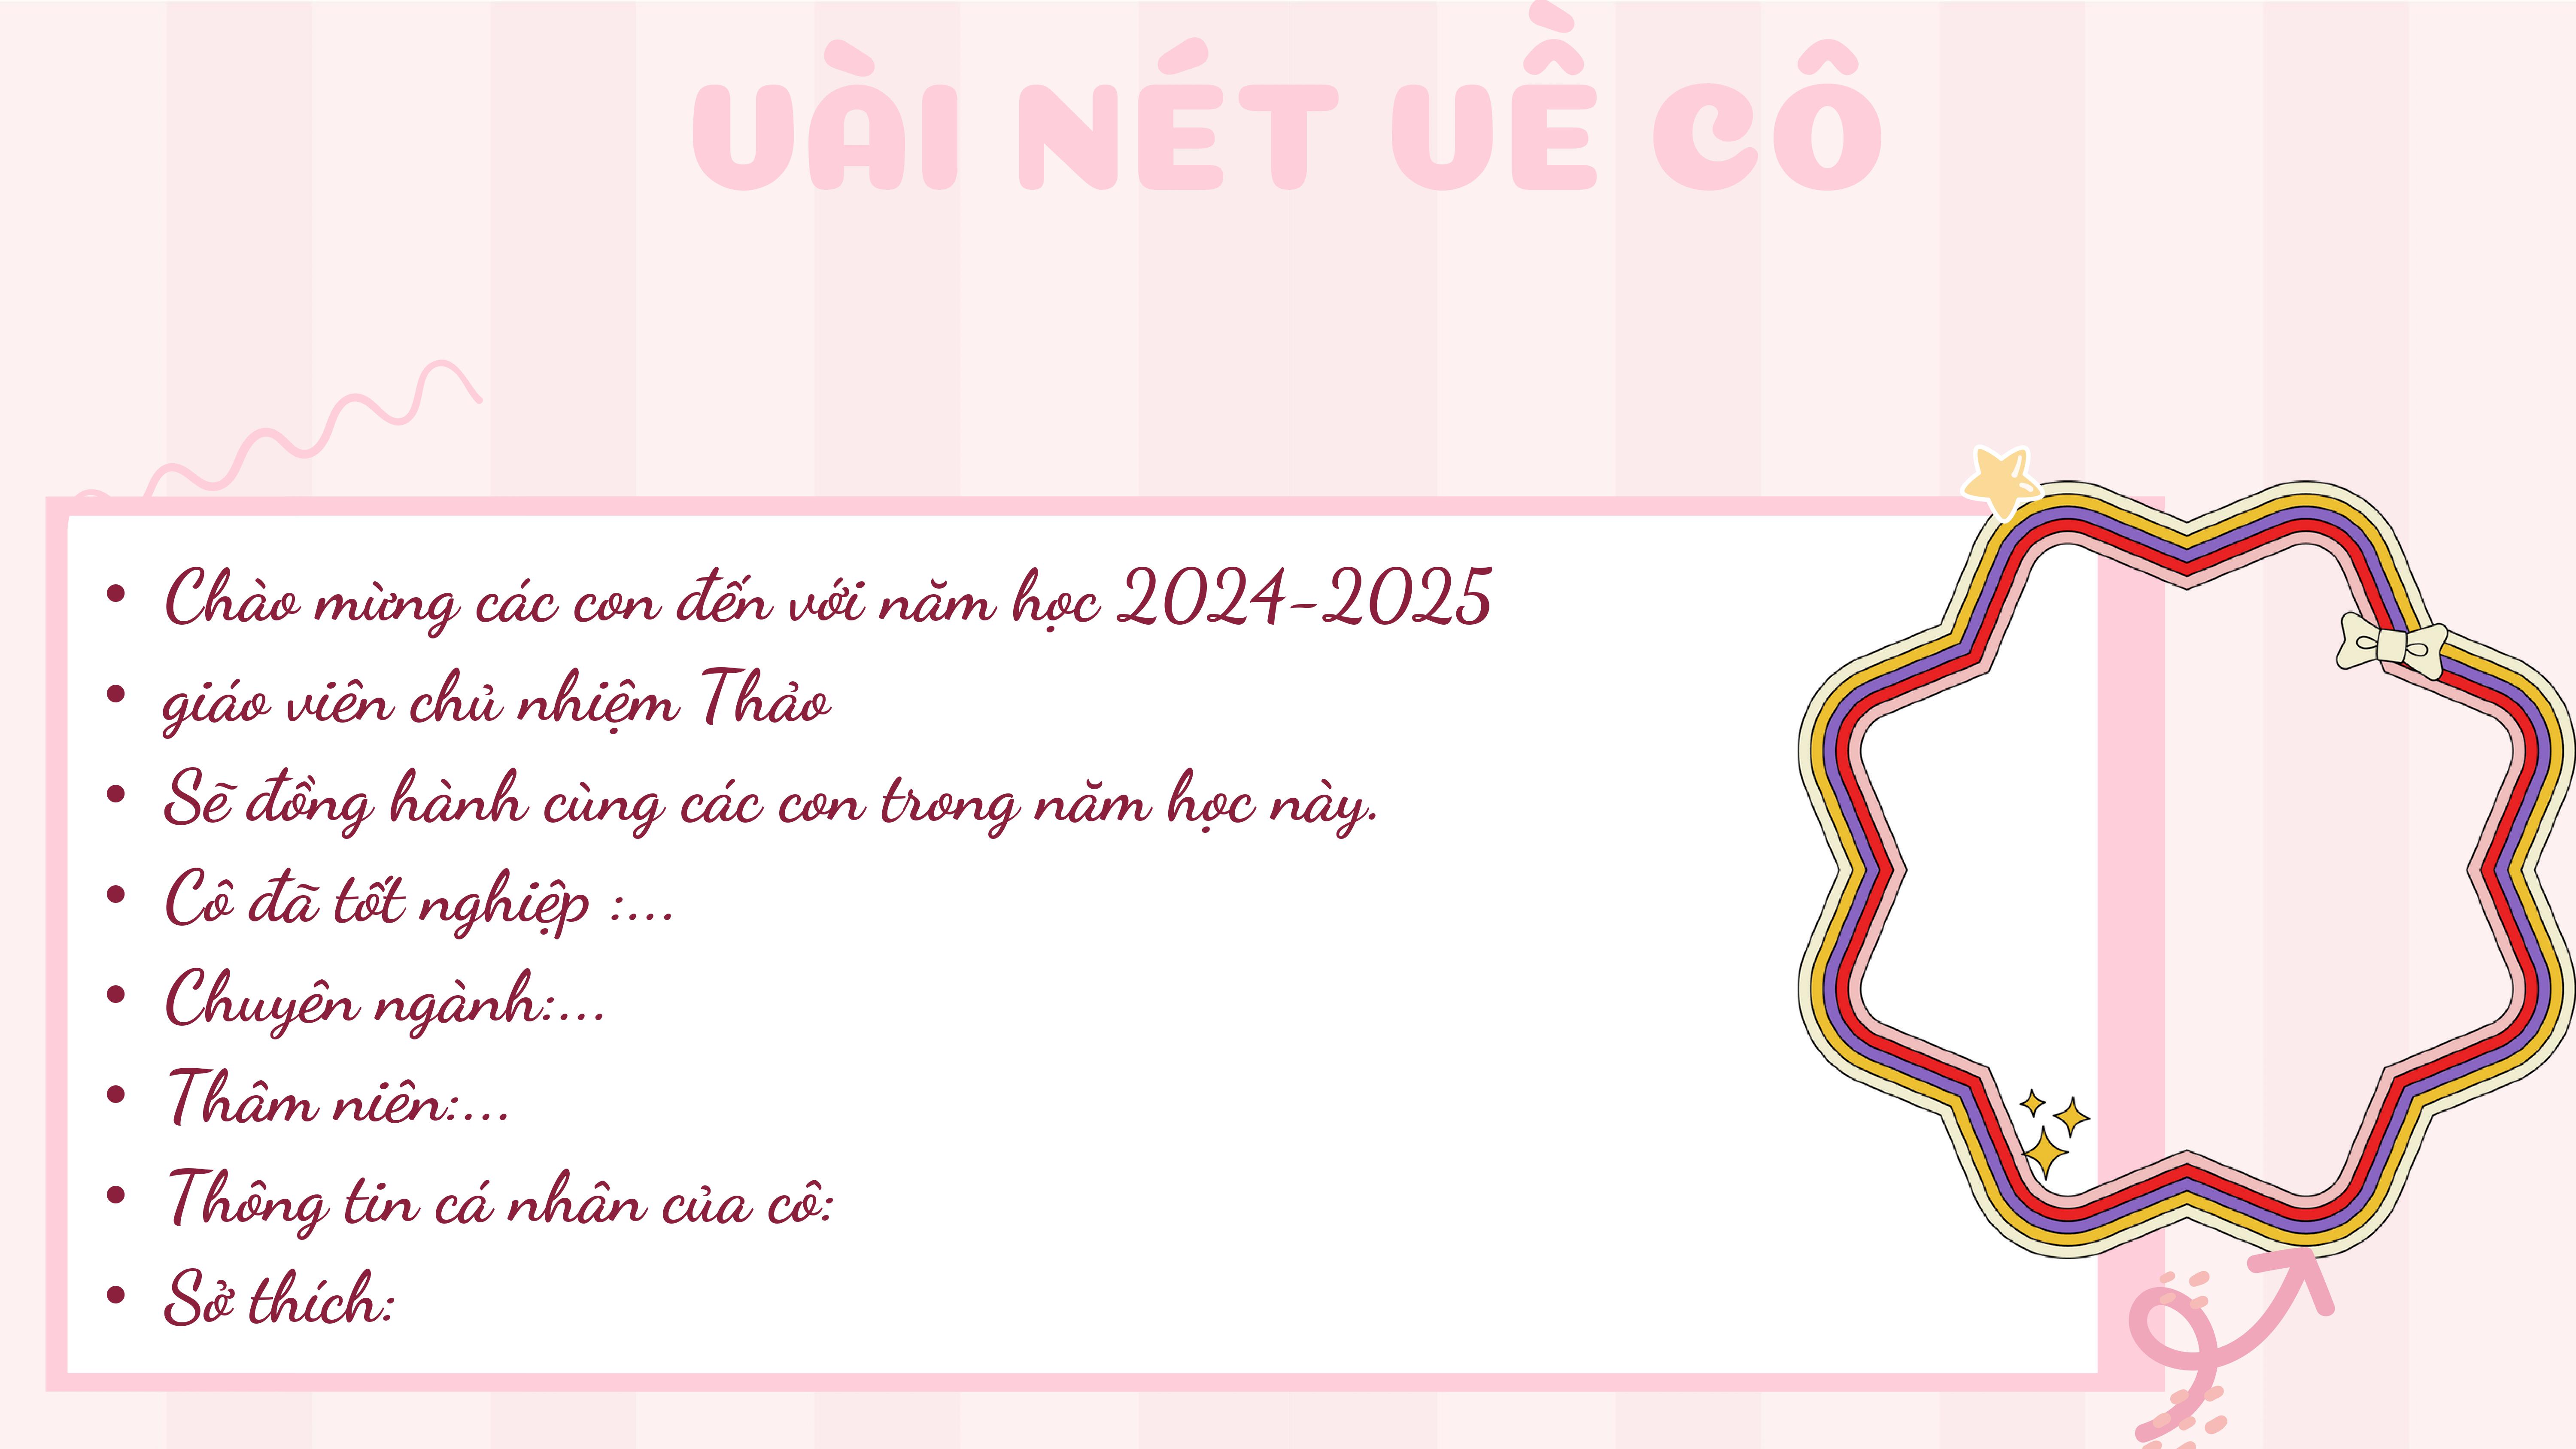 VÀI NÉT VỀ CÔ
• Chào mừng các con đến với năm học 2024-2025
• giáo viên chủ nhiệm Thảo
• Sẽ đồng hành cùng các con trong năm học này.
• Cô đã tốt nghiệp :...
• Chuyên ngành:...
• Thâm niên:...
• Thông tin cá nhân của cô:
• Sở thích: